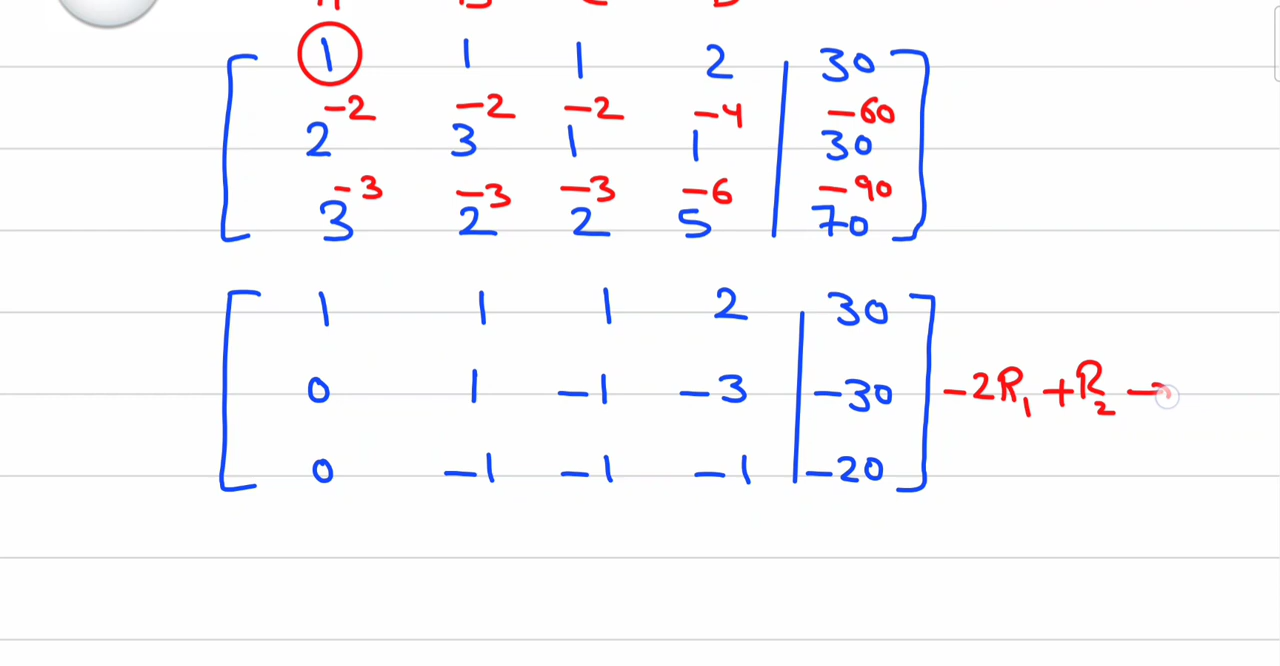 1 1 1 2 | 30
-2 -2 -2 -4 -60
2 3 1 1 | 30
-3 -3 -3 -6 -90
3 2 2 5 | 70
1 1 1 2 | 30
0 1 -1 -3 | -30 -2R₁ + R₂ →
0 -1 -1 -1 | -20